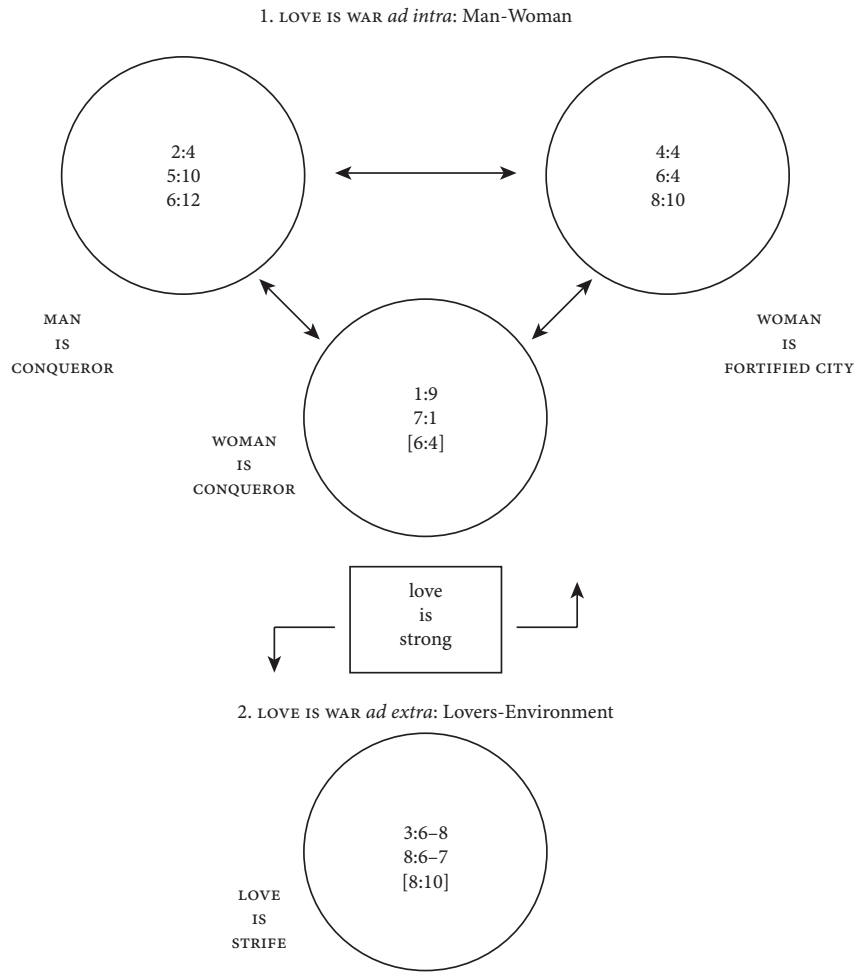 1. LOVE IS WAR ad intra: Man-Woman
2:4
5:10
6:12
4:4
6:4
8:10
MAN
IS
CONQUEROR
WOMAN
IS
FORTIFIED CITY
1:9
7:1
[6:4]
WOMAN
IS
CONQUEROR
love
is
strong
2. LOVE IS WAR ad extra: Lovers-Environment
3:6–8
8:6–7
[8:10]
LOVE
IS
STRIFE